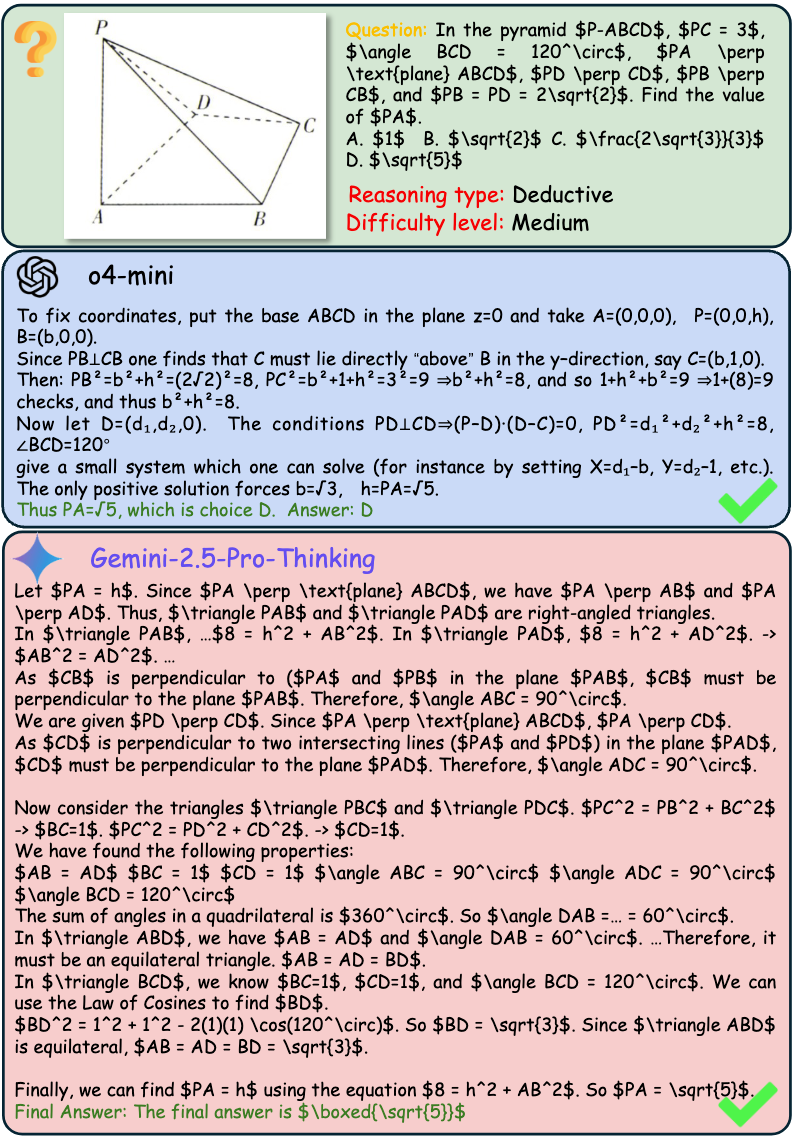 P
D
C
A
B
Question: In the pyramid $P-ABCD$, $PC = 3$,
$\angle BCD = 120^\circ$, $PA \perp
\text{plane} ABCD$, $PD \perp CD$, $PB \perp
CB$, and $PB = PD = 2\sqrt{2}$. Find the value
of $PA$.
A. $1$ B. $\sqrt{2}$ C. $\frac{2\sqrt{3}}{3}$
D. $\sqrt{5}$
Reasoning type: Deductive
Difficulty level: Medium
o4-mini
To fix coordinates, put the base ABCD in the plane z=0 and take A=(0,0,0), P=(0,0,h),
B=(b,0,0).
Since PB⊥CB one finds that C must lie directly “above” B in the y–direction, say C=(b,1,0).
Then: PB²=b²+h²=(2√2)²=8, PC²=b²+1+h²=3²=9 ⇒b²+h²=8, and so 1+h²+b²=9 ⇒1+(8)=9
checks, and thus b²+h²=8.
Now let D=(d₁,d₂,0). The conditions PD⊥CD⇒(P–D)·(D–C)=0, PD²=d₁²+d₂²+h²=8,
∠BCD=120°
give a small system which one can solve (for instance by setting X=d₁–b, Y=d₂–1, etc.).
The only positive solution forces b=√3, h=PA=√5.
Thus PA=√5, which is choice D. Answer: D
Gemini-2.5-Pro-Thinking
Let $PA = h$. Since $PA \perp \text{plane} ABCD$, we have $PA \perp AB$ and $PA
\perp AD$. Thus, $\triangle PAB$ and $\triangle PAD$ are right-angled triangles.
In $\triangle PAB$, …$8 = h^2 + AB^2$. In $\triangle PAD$, $8 = h^2 + AD^2$. ->
$AB^2 = AD^2$. …
As $CB$ is perpendicular to ($PA$ and $PB$ in the plane $PAB$, $CB$ must be
perpendicular to the plane $PAB$. Therefore, $\angle ABC = 90^\circ$.
We are given $PD \perp CD$. Since $PA \perp \text{plane} ABCD$, $PA \perp CD$.
As $CD$ is perpendicular to two intersecting lines ($PA$ and $PD$) in the plane $PAD$,
$CD$ must be perpendicular to the plane $PAD$. Therefore, $\angle ADC = 90^\circ$.
Now consider the triangles $\triangle PBC$ and $\triangle PDC$. $PC^2 = PB^2 + BC^2$
-> $BC=1$. $PC^2 = PD^2 + CD^2$. -> $CD=1$.
We have found the following properties:
$AB = AD$ $BC = 1$ $CD = 1$ $\angle ABC = 90^\circ$ $\angle ADC = 90^\circ$
$\angle BCD = 120^\circ$
The sum of angles in a quadrilateral is $360^\circ$. So $\angle DAB =… = 60^\circ$.
In $\triangle ABD$, we have $AB = AD$ and $\angle DAB = 60^\circ$. …Therefore, it
must be an equilateral triangle. $AB = AD = BD$.
In $\triangle BCD$, we know $BC=1$, $CD=1$, and $\angle BCD = 120^\circ$. We can
use the Law of Cosines to find $BD$.
$BD^2 = 1^2 + 1^2 - 2(1)(1) \cos(120^\circ)$. So $BD = \sqrt{3}$. Since $\triangle ABD$
is equilateral, $AB = AD = BD = \sqrt{3}$.
Finally, we can find $PA = h$ using the equation $8 = h^2 + AB^2$. So $PA = \sqrt{5}$.
Final Answer: The final answer is $\boxed{\sqrt{5}}$